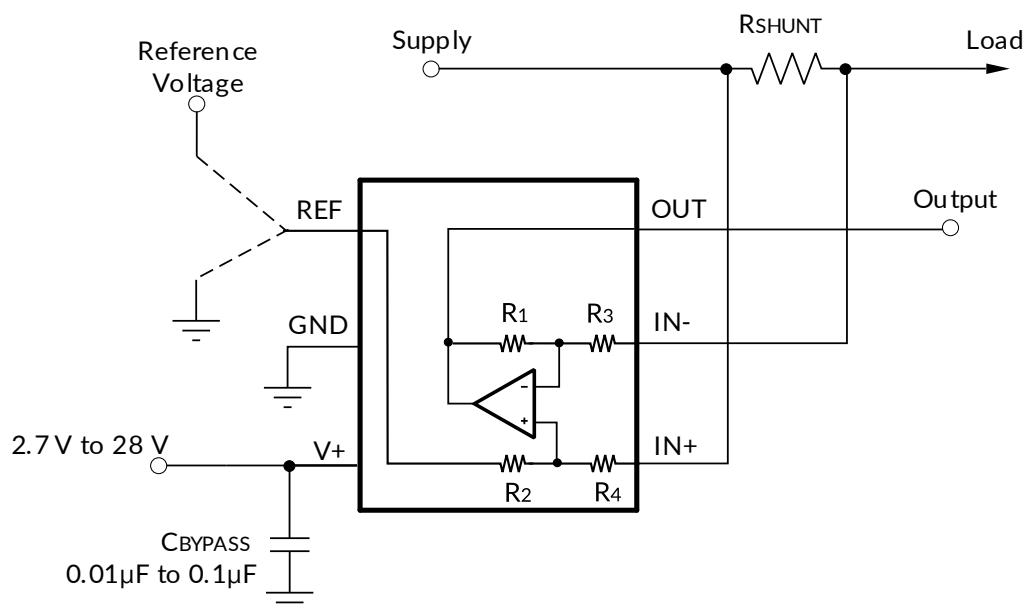 RSHUNT
Supply
Load
Reference
Voltage
REF
OUT
Output
R1
R3
IN-
GND
−
+
2.7 V to 28 V
V+
IN+
R2
R4
CBYPASS
0.01µF to 0.1µF